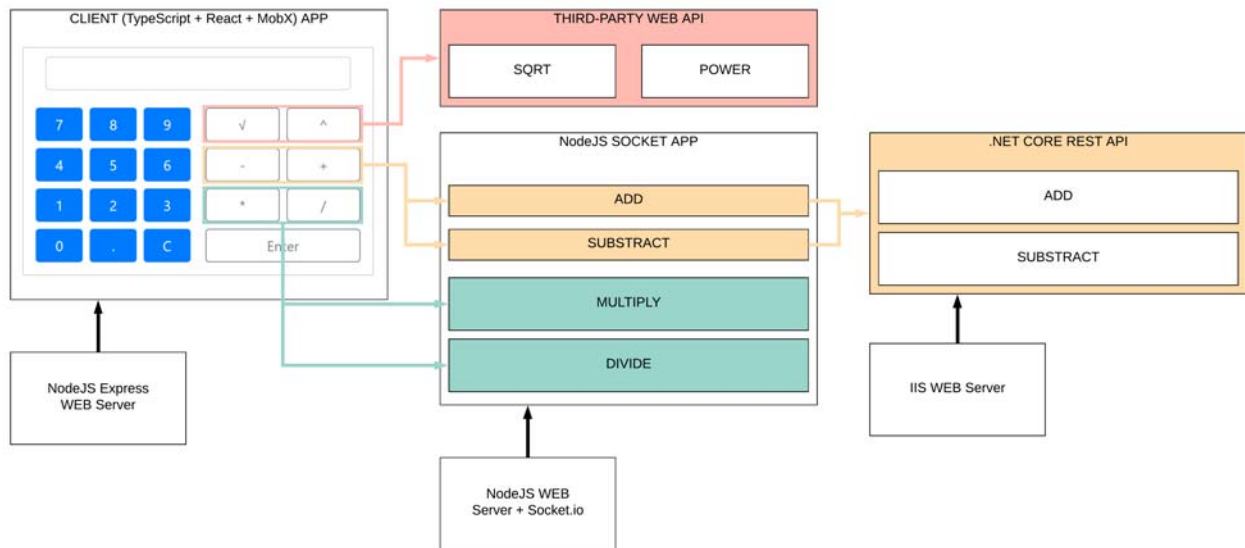 CLIENT (TypeScript + React + MobX) APP
7 8 9 √ ^
4 5 6 - +
1 2 3 * /
0 . C Enter
NodeJS Express
WEB Server
THIRD-PARTY WEB API
SQRT POWER
NodeJS SOCKET APP
ADD
SUBSTRACT
MULTIPLY
DIVIDE
NodeJS WEB
Server + Socket.io
.NET CORE REST API
ADD
SUBSTRACT
IIS WEB Server